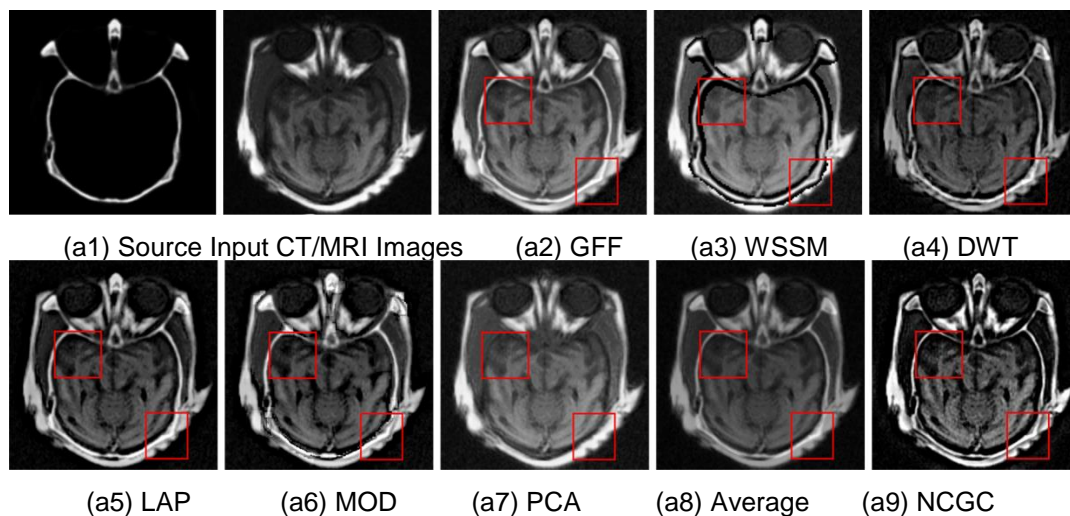 (a1) Source Input CT/MRI Images (a2) GFF (a3) WSSM (a4) DWT
(a5) LAP (a6) MOD (a7) PCA (a8) Average (a9) NCGC